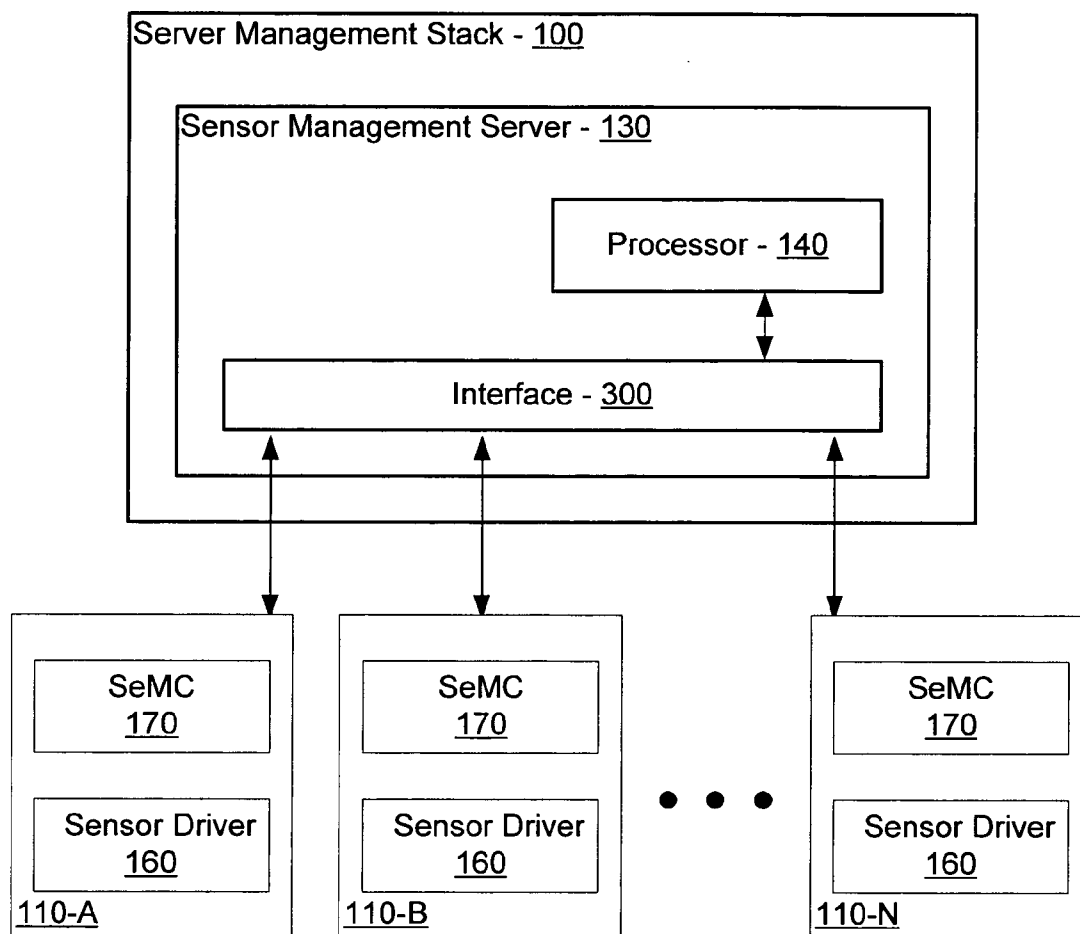 Server Management Stack - 100
Sensor Management Server - 130
Processor - 140
Interface - 300
SeMC
170
Sensor Driver
160
110-A
SeMC
170
Sensor Driver
160
110-B
SeMC
170
Sensor Driver
160
110-N